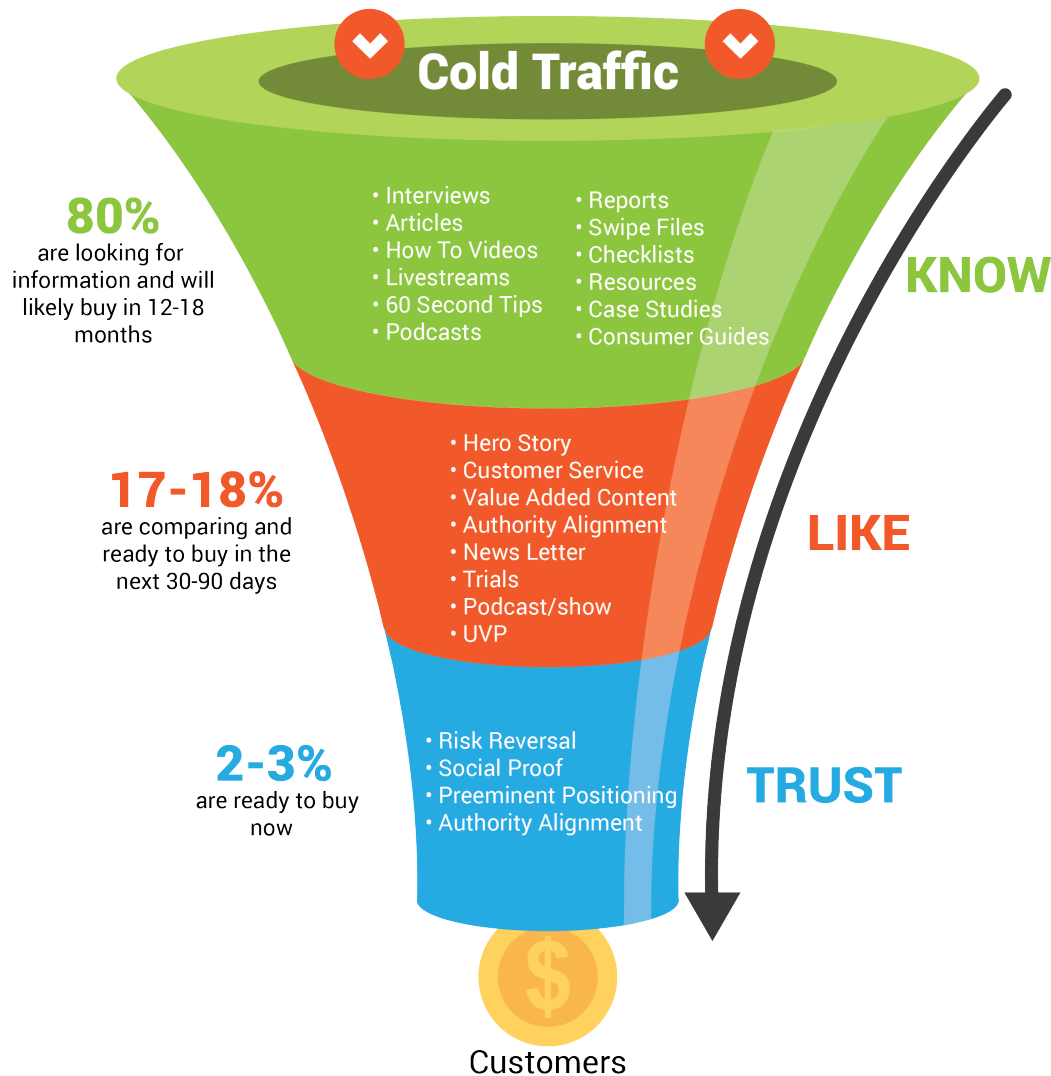 Cold Traffic
80%
are looking for
information and will
likely buy in 12-18
months
• Interviews
• Articles
• How To Videos
• Livestreams
• 60 Second Tips
• Podcasts
• Reports
• Swipe Files
• Checklists
• Resources
• Case Studies
• Consumer Guides
KNOW
17-18%
are comparing and
ready to buy in the
next 30-90 days
• Hero Story
• Customer Service
• Value Added Content
• Authority Alignment
• News Letter
• Trials
• Podcast/show
• UVP
LIKE
2-3%
are ready to buy
now
• Risk Reversal
• Social Proof
• Preeminent Positioning
• Authority Alignment
TRUST
$
Customers